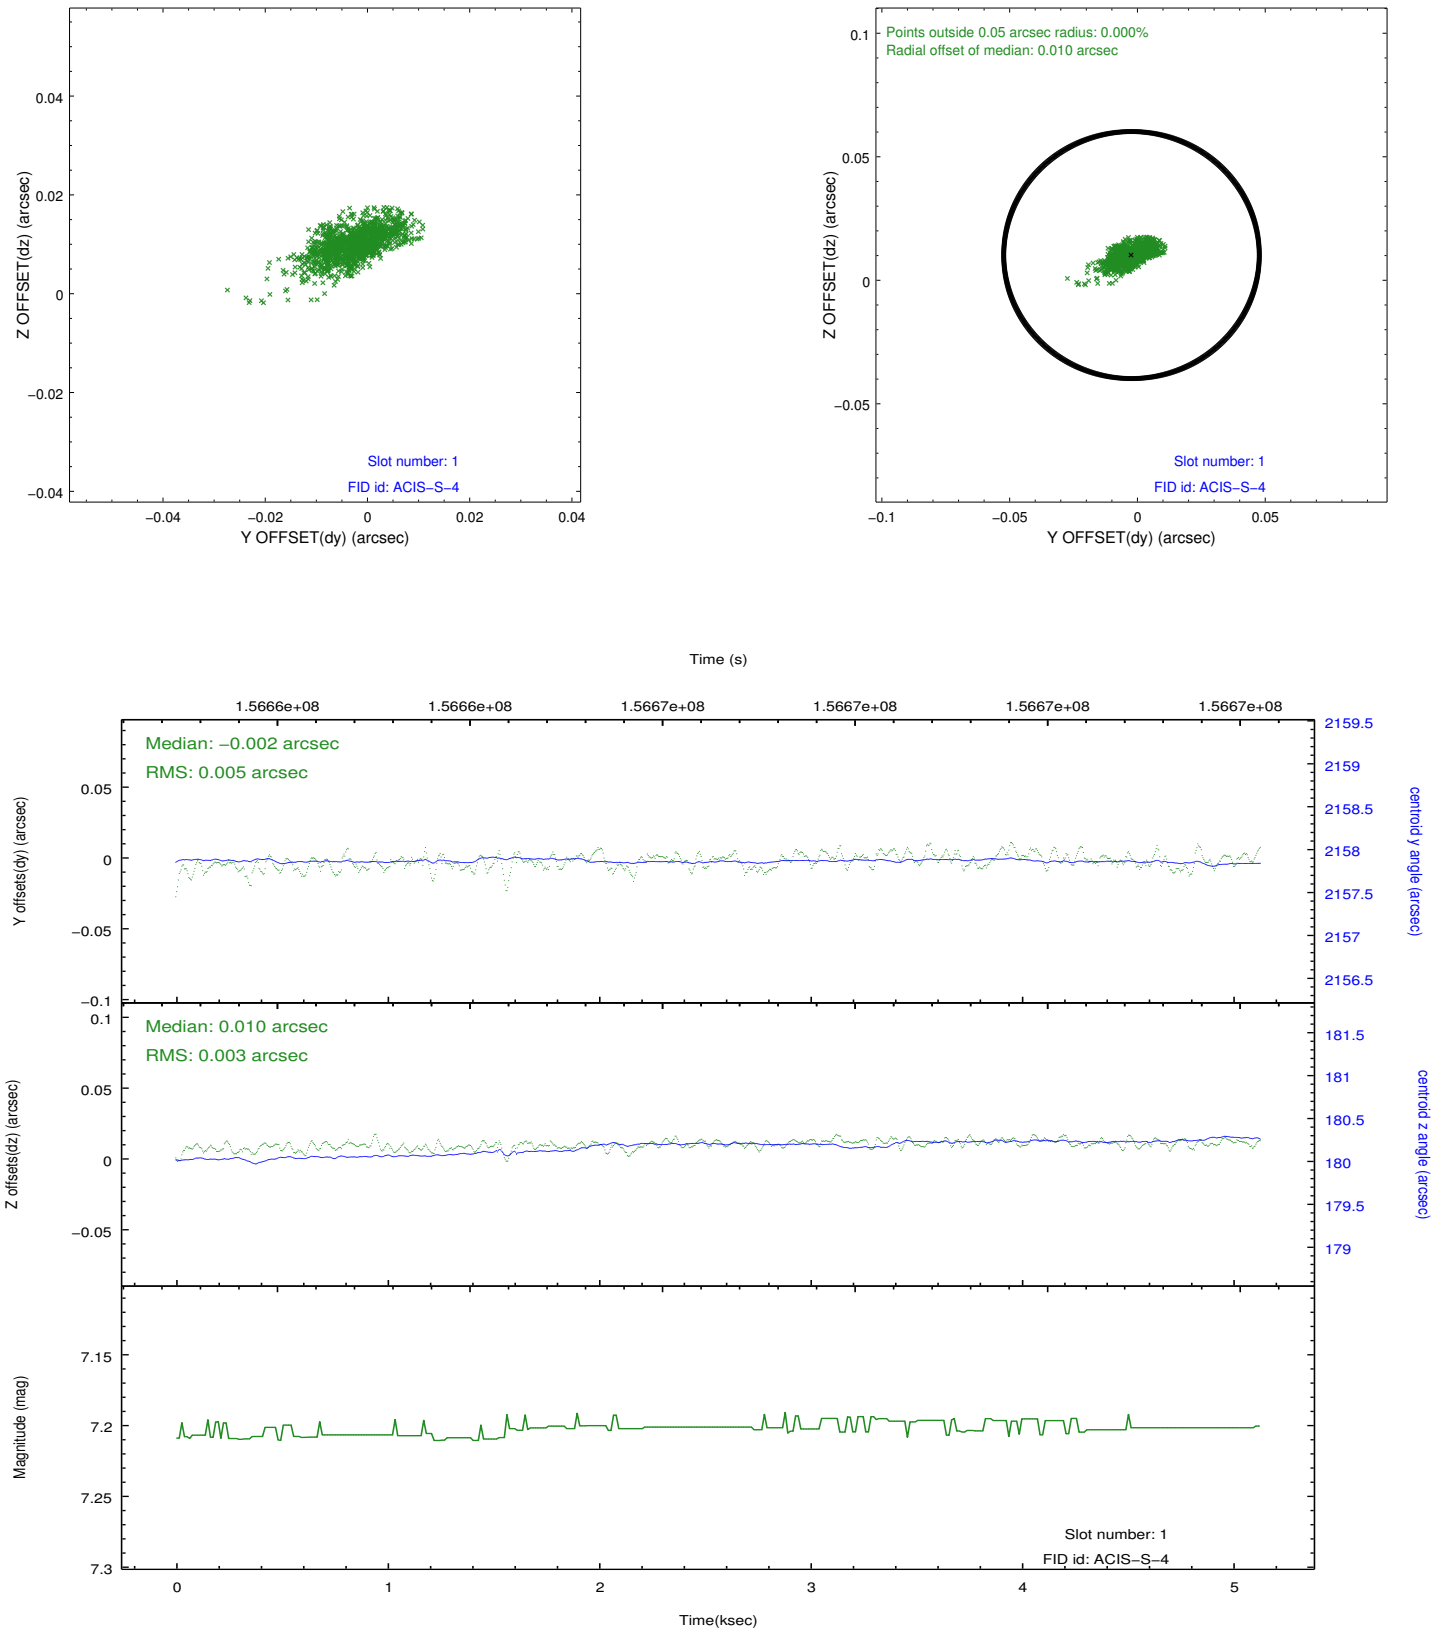 0.04
0.02
0
−0.02
−0.04
Z OFFSET(dz) (arcsec)
Slot number: 1
FID id: ACIS−S−4
−0.04
−0.02
0
0.02
0.04
Y OFFSET(dy) (arcsec)
Points outside 0.05 arcsec radius: 0.000%
Radial offset of median: 0.010 arcsec
0.1
0.05
0
−0.05
Z OFFSET(dz) (arcsec)
Slot number: 1
FID id: ACIS−S−4
−0.1
−0.05
0
0.05
Y OFFSET(dy) (arcsec)
Time (s)
1.5666e+08
1.5666e+08
1.5667e+08
1.5667e+08
1.5667e+08
1.5667e+08
Median: −0.002 arcsec
RMS: 0.005 arcsec
0.05
0
−0.05
−0.1
Y offsets(dy) (arcsec)
2159.5
2159
2158.5
2158
2157.5
2157
2156.5
centroid y angle (arcsec)
Median: 0.010 arcsec
RMS: 0.003 arcsec
0.1
0.05
0
−0.05
Z offsets(dz) (arcsec)
181.5
181
180.5
180
179.5
179
centroid z angle (arcsec)
7.15
7.2
7.25
7.3
Magnitude (mag)
Slot number: 1
FID id: ACIS−S−4
0
1
2
3
4
5
Time(ksec)